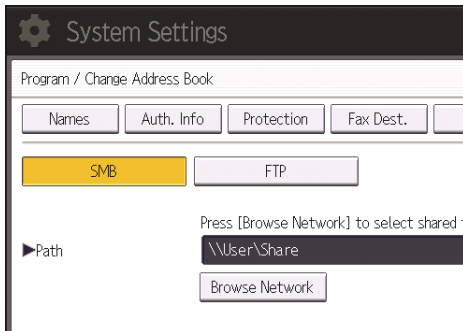 System Settings
Program / Change Address Book
Names Auth. Info Protection Fax Dest.
SMB FTP
Press [Browse Network] to select shared
▶Path \\User\Share
Browse Network